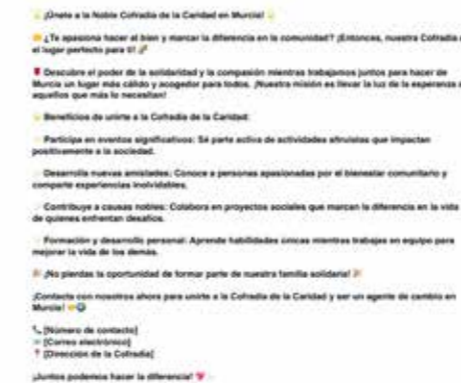 ¡Únete a la Noble Cofradía de la Caridad en Murcia!
¿Te apasiona hacer el bien y marcar la diferencia en la comunidad? ¡Entonces, nuestra Cofradía
el lugar perfecto para ti!
Descubre el poder de la solidaridad y la compasión mientras trabajamos juntos para hacer de
Murcia un lugar más cálido y acogedor para todos. ¡Nuestra misión es llevar la luz de la esperanza a
aquellos que más lo necesitan!
Beneficios de unirte a la Cofradía de la Caridad:
Participa en eventos significativos: Sé parte activa de actividades altruistas que impactan
positivamente a la sociedad.
Desarrolla nuevas amistades: Conoce a personas apasionadas por el bienestar comunitario y
comparte experiencias inolvidables.
Contribuye a causas nobles: Colabora en proyectos sociales que marcan la diferencia en la vida
de quienes enfrentan desafíos.
Formación y desarrollo personal: Aprende habilidades únicas mientras trabajas en equipo para
mejorar la vida de los demás.
¡No pierdas la oportunidad de formar parte de nuestra familia solidaria!
¡Contacta con nosotros ahora para unirte a la Cofradía de la Caridad y ser un agente de cambio en
Murcia!
[Número de contacto]
[Correo electrónico]
[Dirección de la Cofradía]
¡Juntos podemos hacer la diferencia!